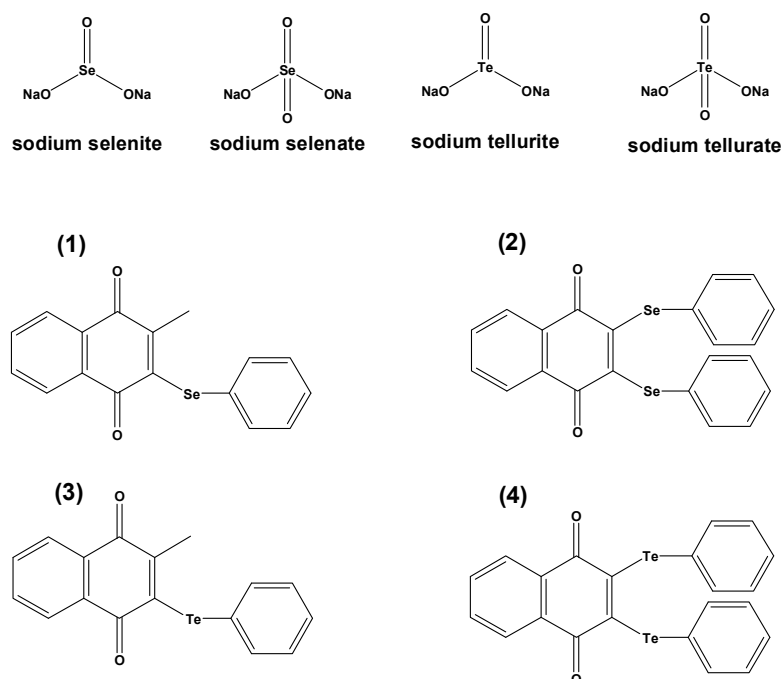 O O O O
Se Se Te Te
NaO ONa NaO ONa NaO ONa NaO ONa
O O
sodium selenite sodium selenate sodium tellurite sodium tellurate
(1) (2)
O O
Se
Se Se
O O
(3) (4)
O O
Te
Te Te
O O